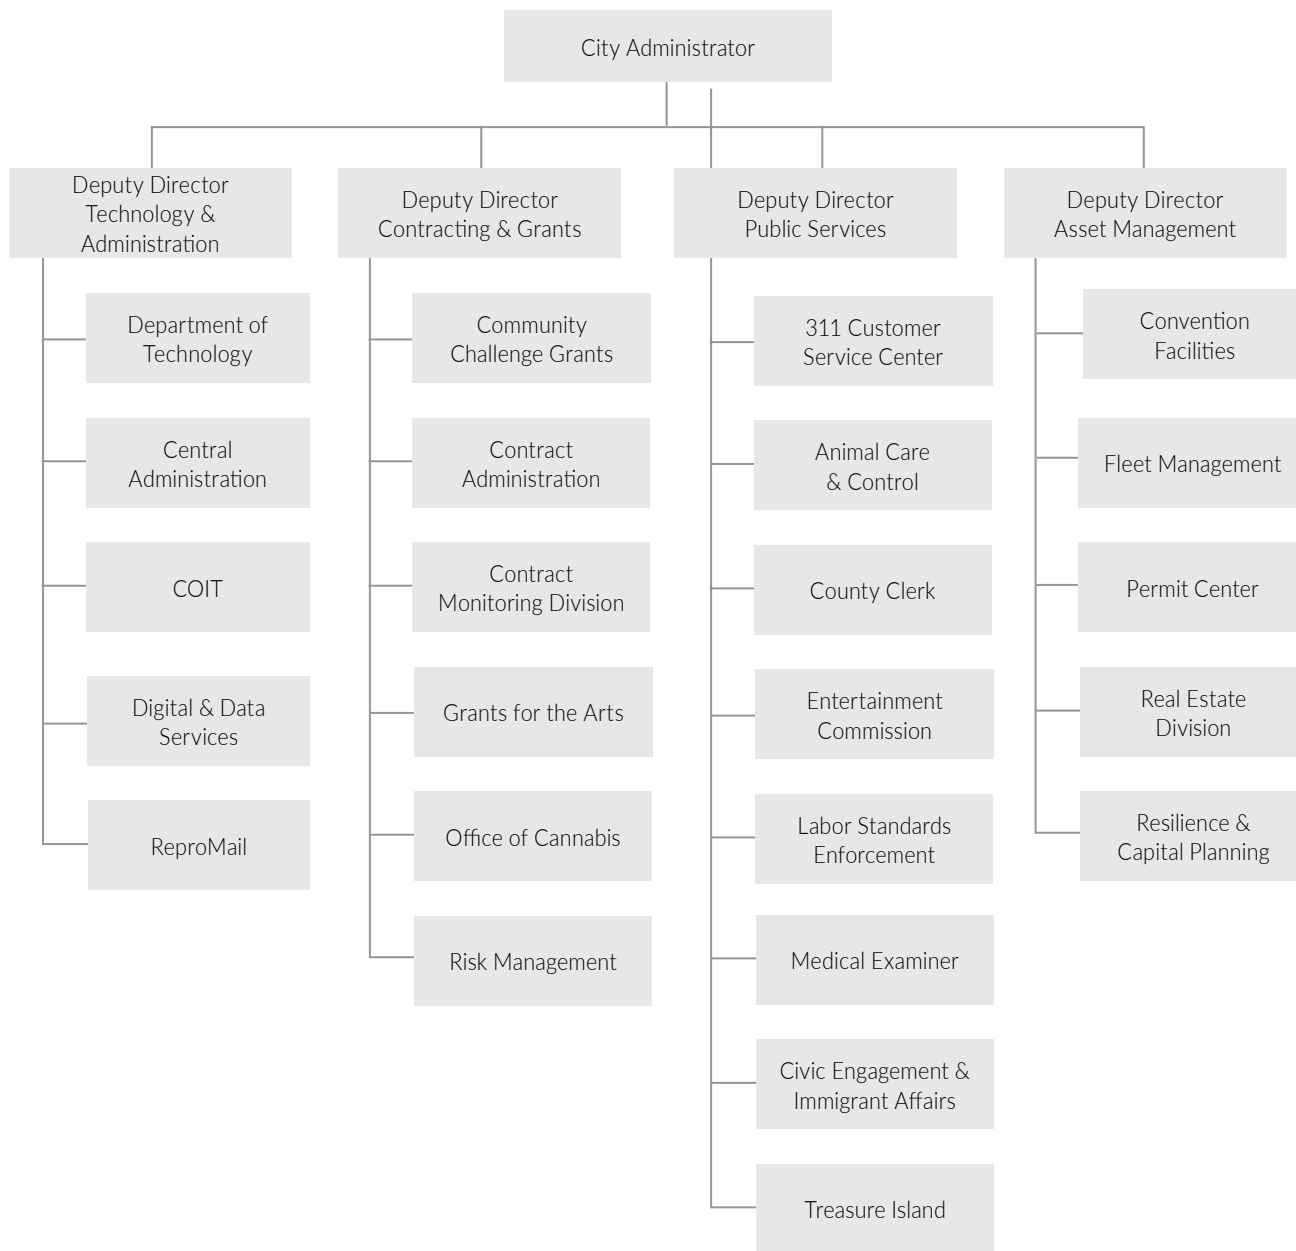 City Administrator
Deputy Director
Technology &
Administration
Department of
Technology
Central
Administration
COIT
Digital & Data
Services
ReproMail
Deputy Director
Contracting & Grants
Community
Challenge Grants
Contract
Administration
Contract
Monitoring Division
Grants for the Arts
Office of Cannabis
Risk Management
Deputy Director
Public Services
311 Customer
Service Center
Animal Care
& Control
County Clerk
Entertainment
Commission
Labor Standards
Enforcement
Medical Examiner
Civic Engagement &
Immigrant Affairs
Treasure Island
Deputy Director
Asset Management
Convention
Facilities
Fleet Management
Permit Center
Real Estate
Division
Resilience &
Capital Planning